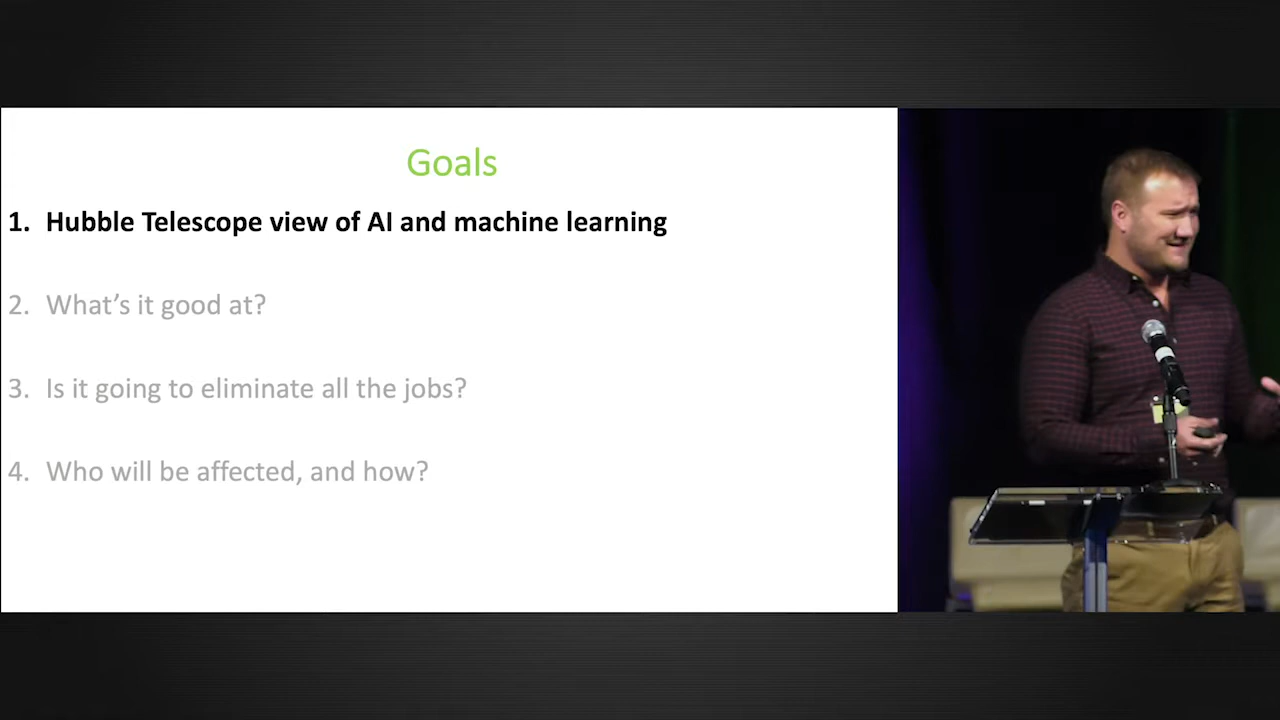 Goals
1. Hubble Telescope view of AI and machine learning
2. What's it good at?
3. Is it going to eliminate all the jobs?
4. Who will be affected, and how?